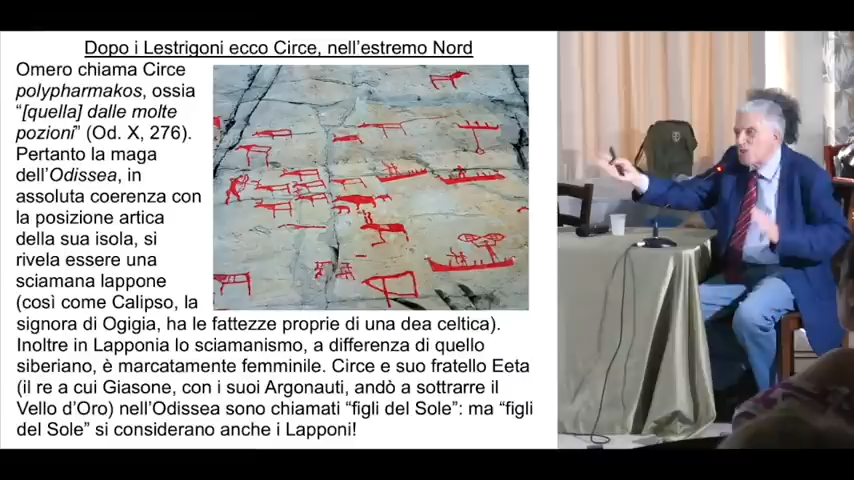 Dopo i Lestrigoni ecco Circe, nell'estremo Nord
Omero chiama Circe
polypharmakos, ossia
"[quella] dalle molte
pozioni" (Od. X, 276).
Pertanto la maga
dell'Odissea, in
assoluta coerenza con
la posizione artica
della sua isola, si
rivela essere una
sciamana lappone
(così come Calipso, la
signora di Ogigia, ha le fattezze proprie di una dea celtica).
Inoltre in Lapponia lo sciamanismo, a differenza di quello
siberiano, è marcatamente femminile. Circe e suo fratello Eeta
(il re a cui Giasone, con i suoi Argonauti, andò a sottrarre il
Vello d'Oro) nell'Odissea sono chiamati "figli del Sole": ma "figli
del Sole" si considerano anche i Lapponi!